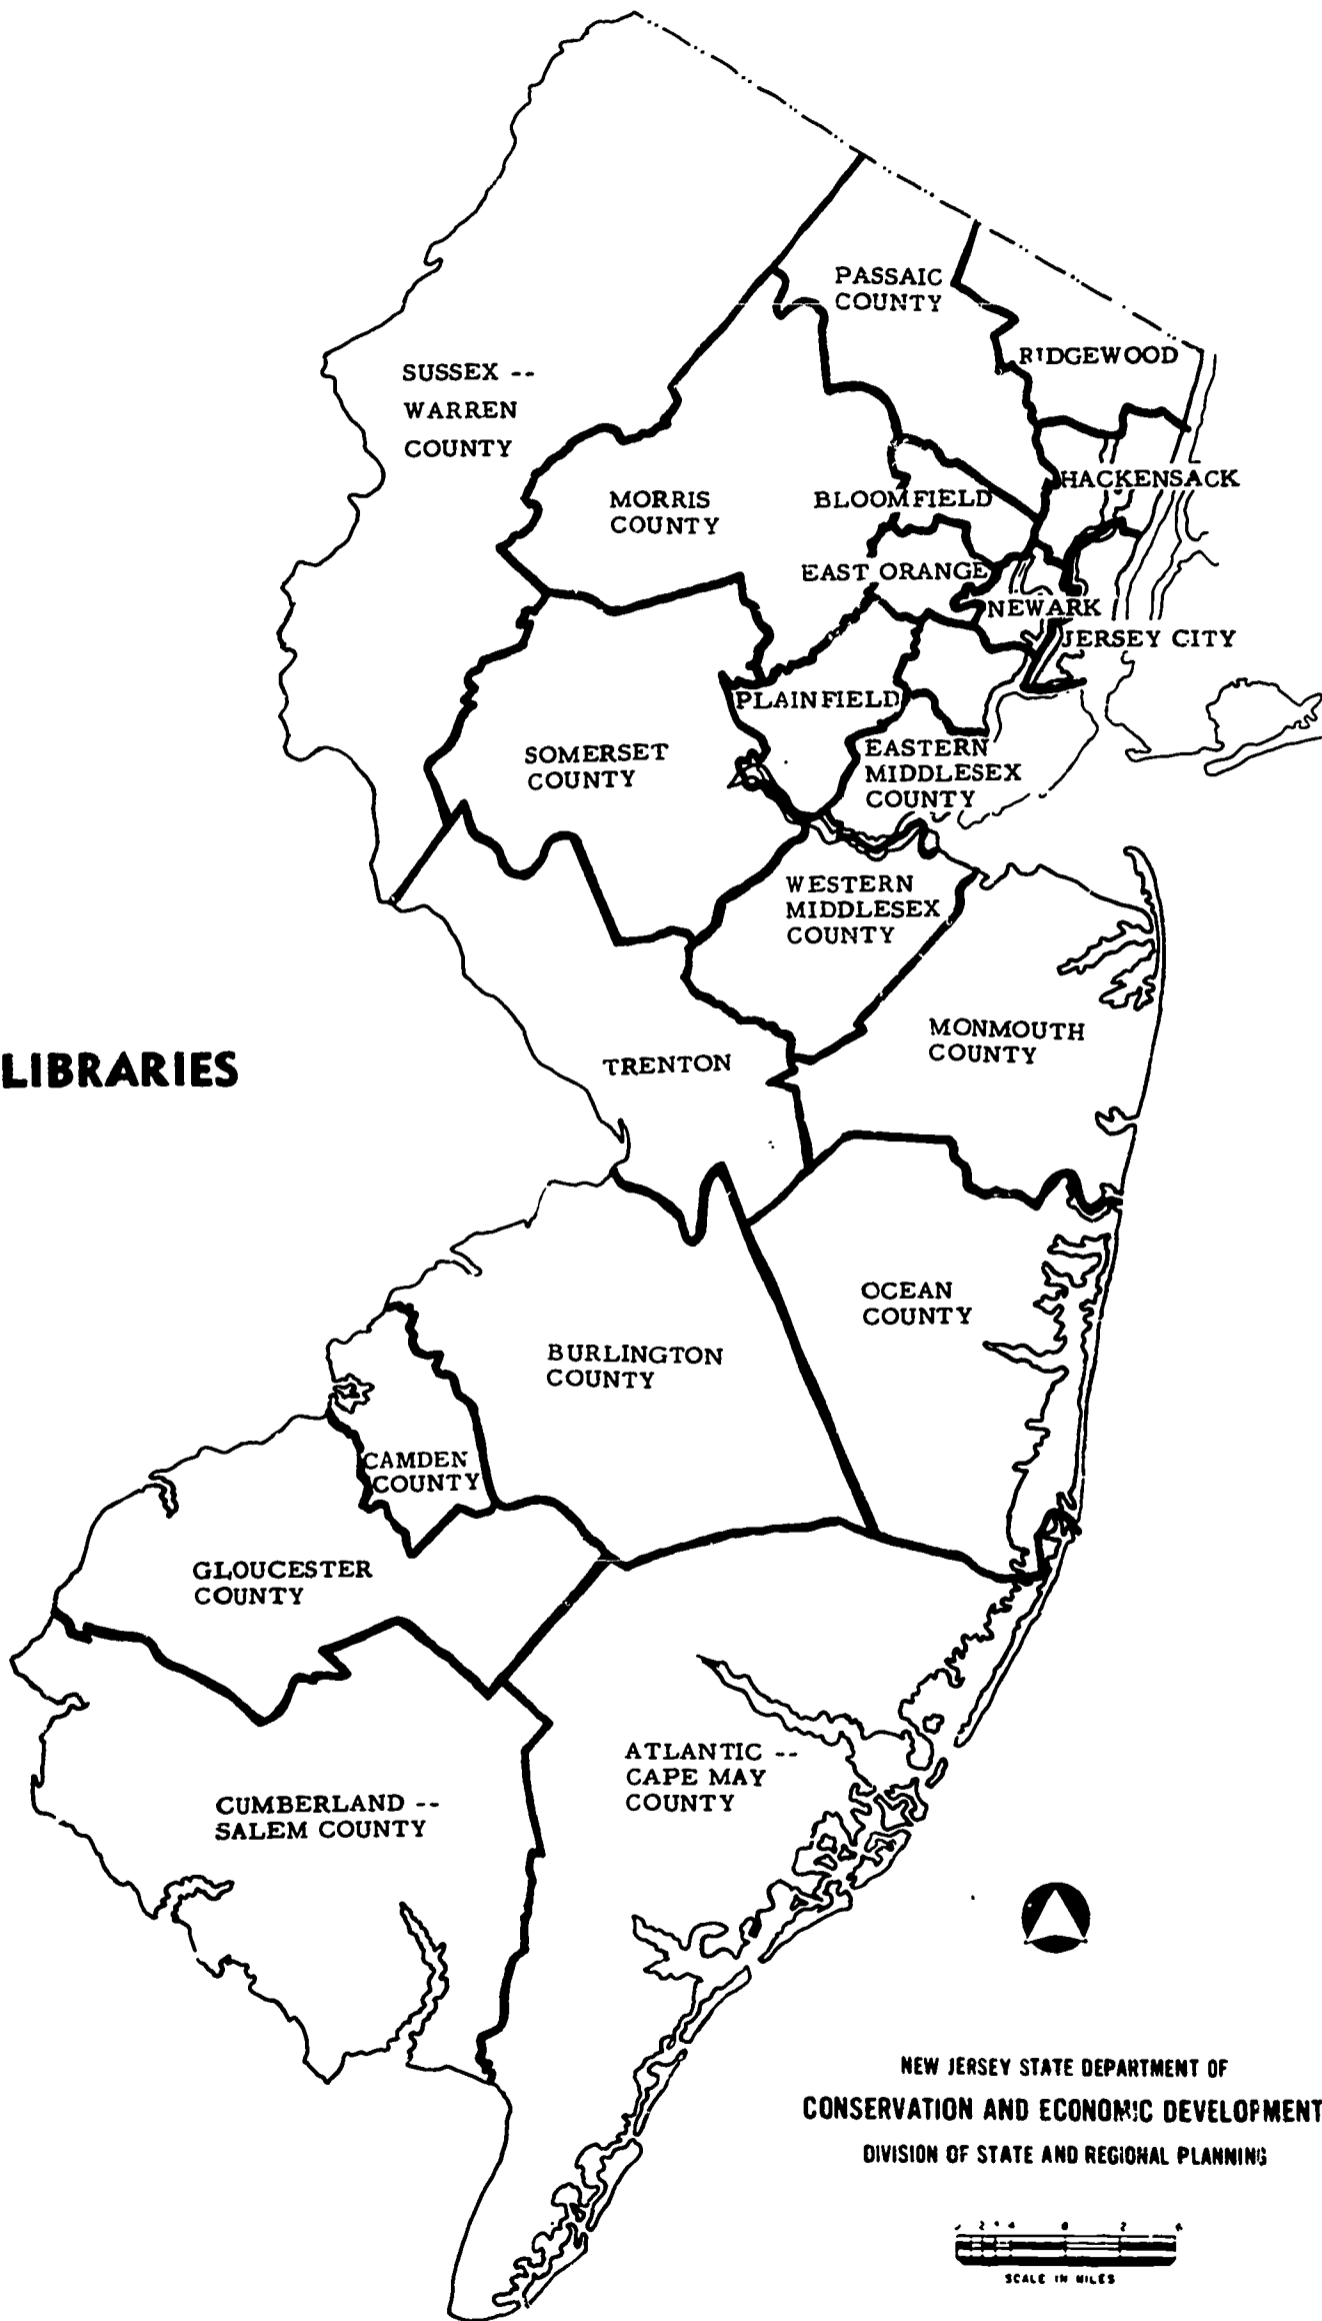 PASSAIC
COUNTY
RIDGEWOOD
SUSSEX --
WARREN
COUNTY
HACKENSACK
MORRIS
COUNTY
BLOOMFIELD
EAST ORANGE
NEWARK
JERSEY CITY
PLAINFIELD
SOMERSET
COUNTY
EASTERN
MIDDLESEX
COUNTY
WESTERN
MIDDLESEX
COUNTY
MONMOUTH
COUNTY
LIBRARIES
TRENTON
OCEAN
COUNTY
BURLINGTON
COUNTY
CAMDEN
COUNTY
GLOUCESTER
COUNTY
ATLANTIC --
CAPE MAY
COUNTY
CUMBERLAND --
SALEM COUNTY
NEW JERSEY STATE DEPARTMENT OF
CONSERVATION AND ECONOMIC DEVELOPMENT
DIVISION OF STATE AND REGIONAL PLANNING
SCALE IN MILES